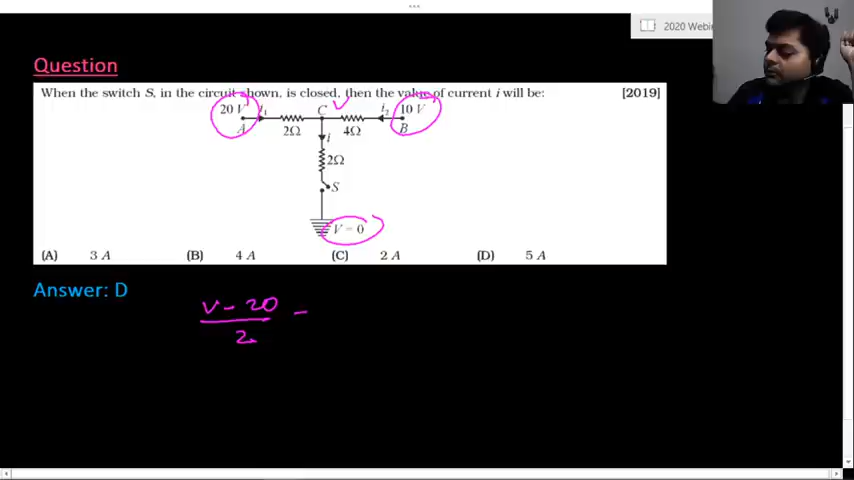 2020 Webin
Question
When the switch S, in the circuit shown, is closed, then the value of current i will be: [2019]
20 V i₁ C V i₂ 10 V
A 2Ω 4Ω B
i
2Ω
S
V = 0
(A) 3 A (B) 4 A (C) 2 A (D) 5 A
Answer: D
V - 20 -
2